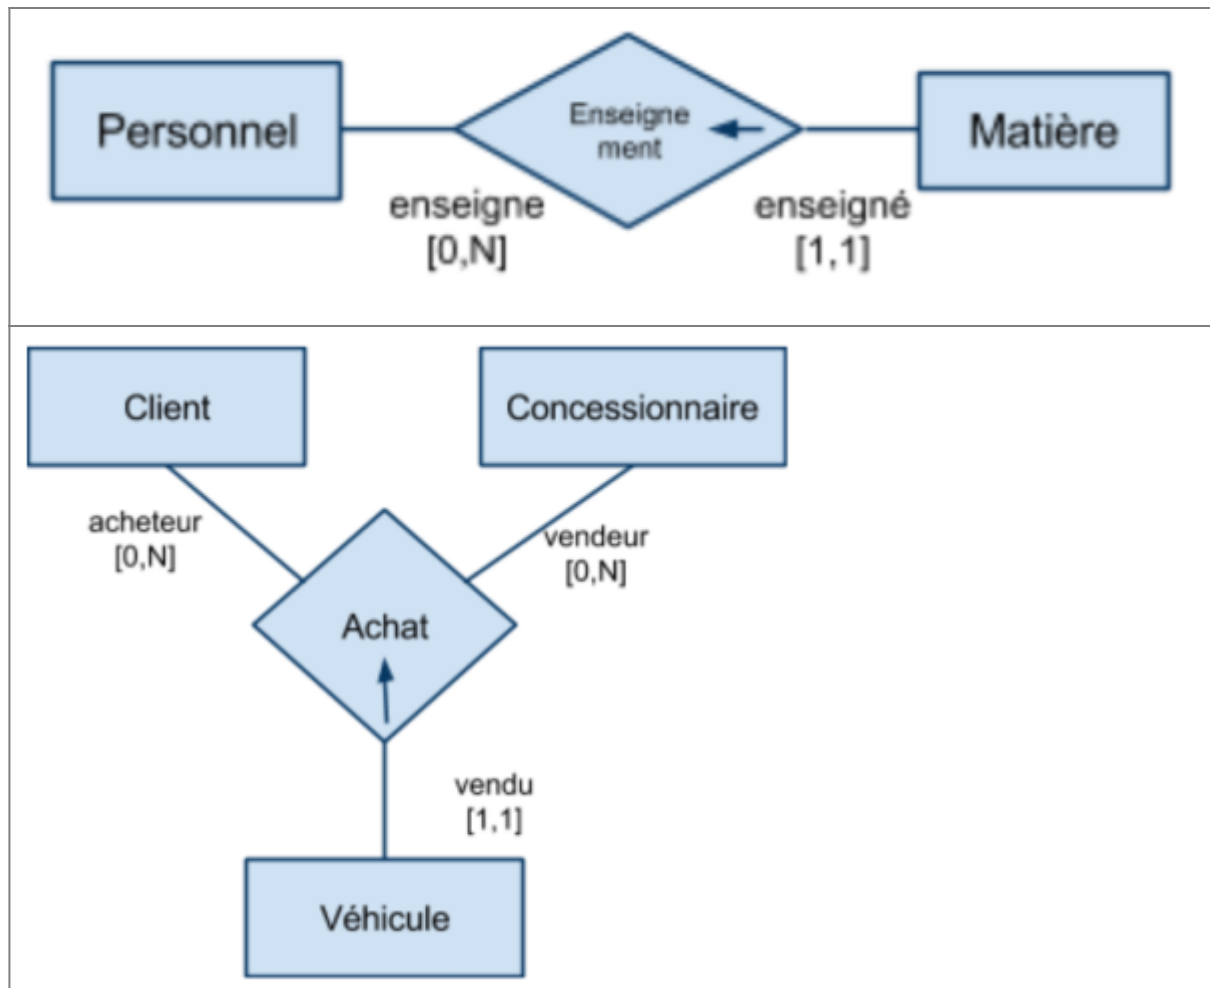 Personnel
Enseigne
ment
Matière
enseigne
[0,N]
enseigné
[1,1]
Client
Concessionnaire
acheteur
[0,N]
vendeur
[0,N]
Achat
vendu
[1,1]
Véhicule